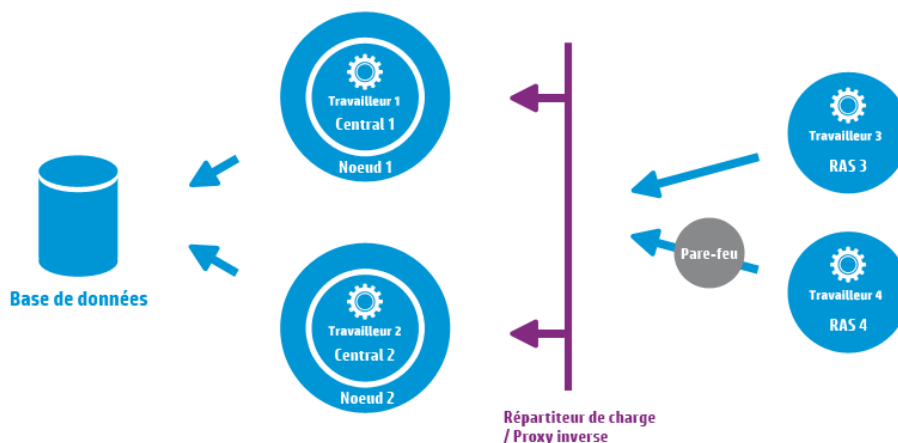 Travailleur 1
Central 1
Noeud 1
Travailleur 3
RAS 3
Pare-feu
Base de données
Travailleur 2
Central 2
Noeud 2
Travailleur 4
RAS 4
Répartiteur de charge
/ Proxy inverse